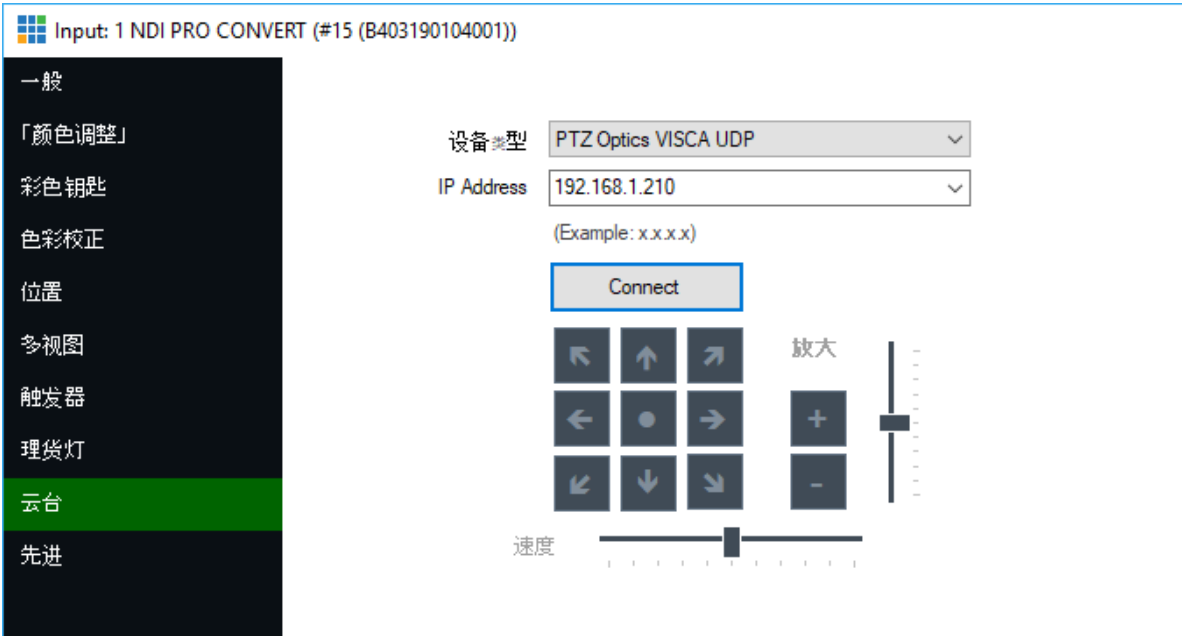 Input: 1 NDI PRO CONVERT (#15 (B403190104001))
一般
「颜色调整」
彩色钥匙
色彩校正
位置
多视图
触发器
理货灯
云台
先进
设备类型 PTZ Optics VISCA UDP
IP Address 192.168.1.210
(Example: x.x.x.x)
Connect
放大
+
-
速度